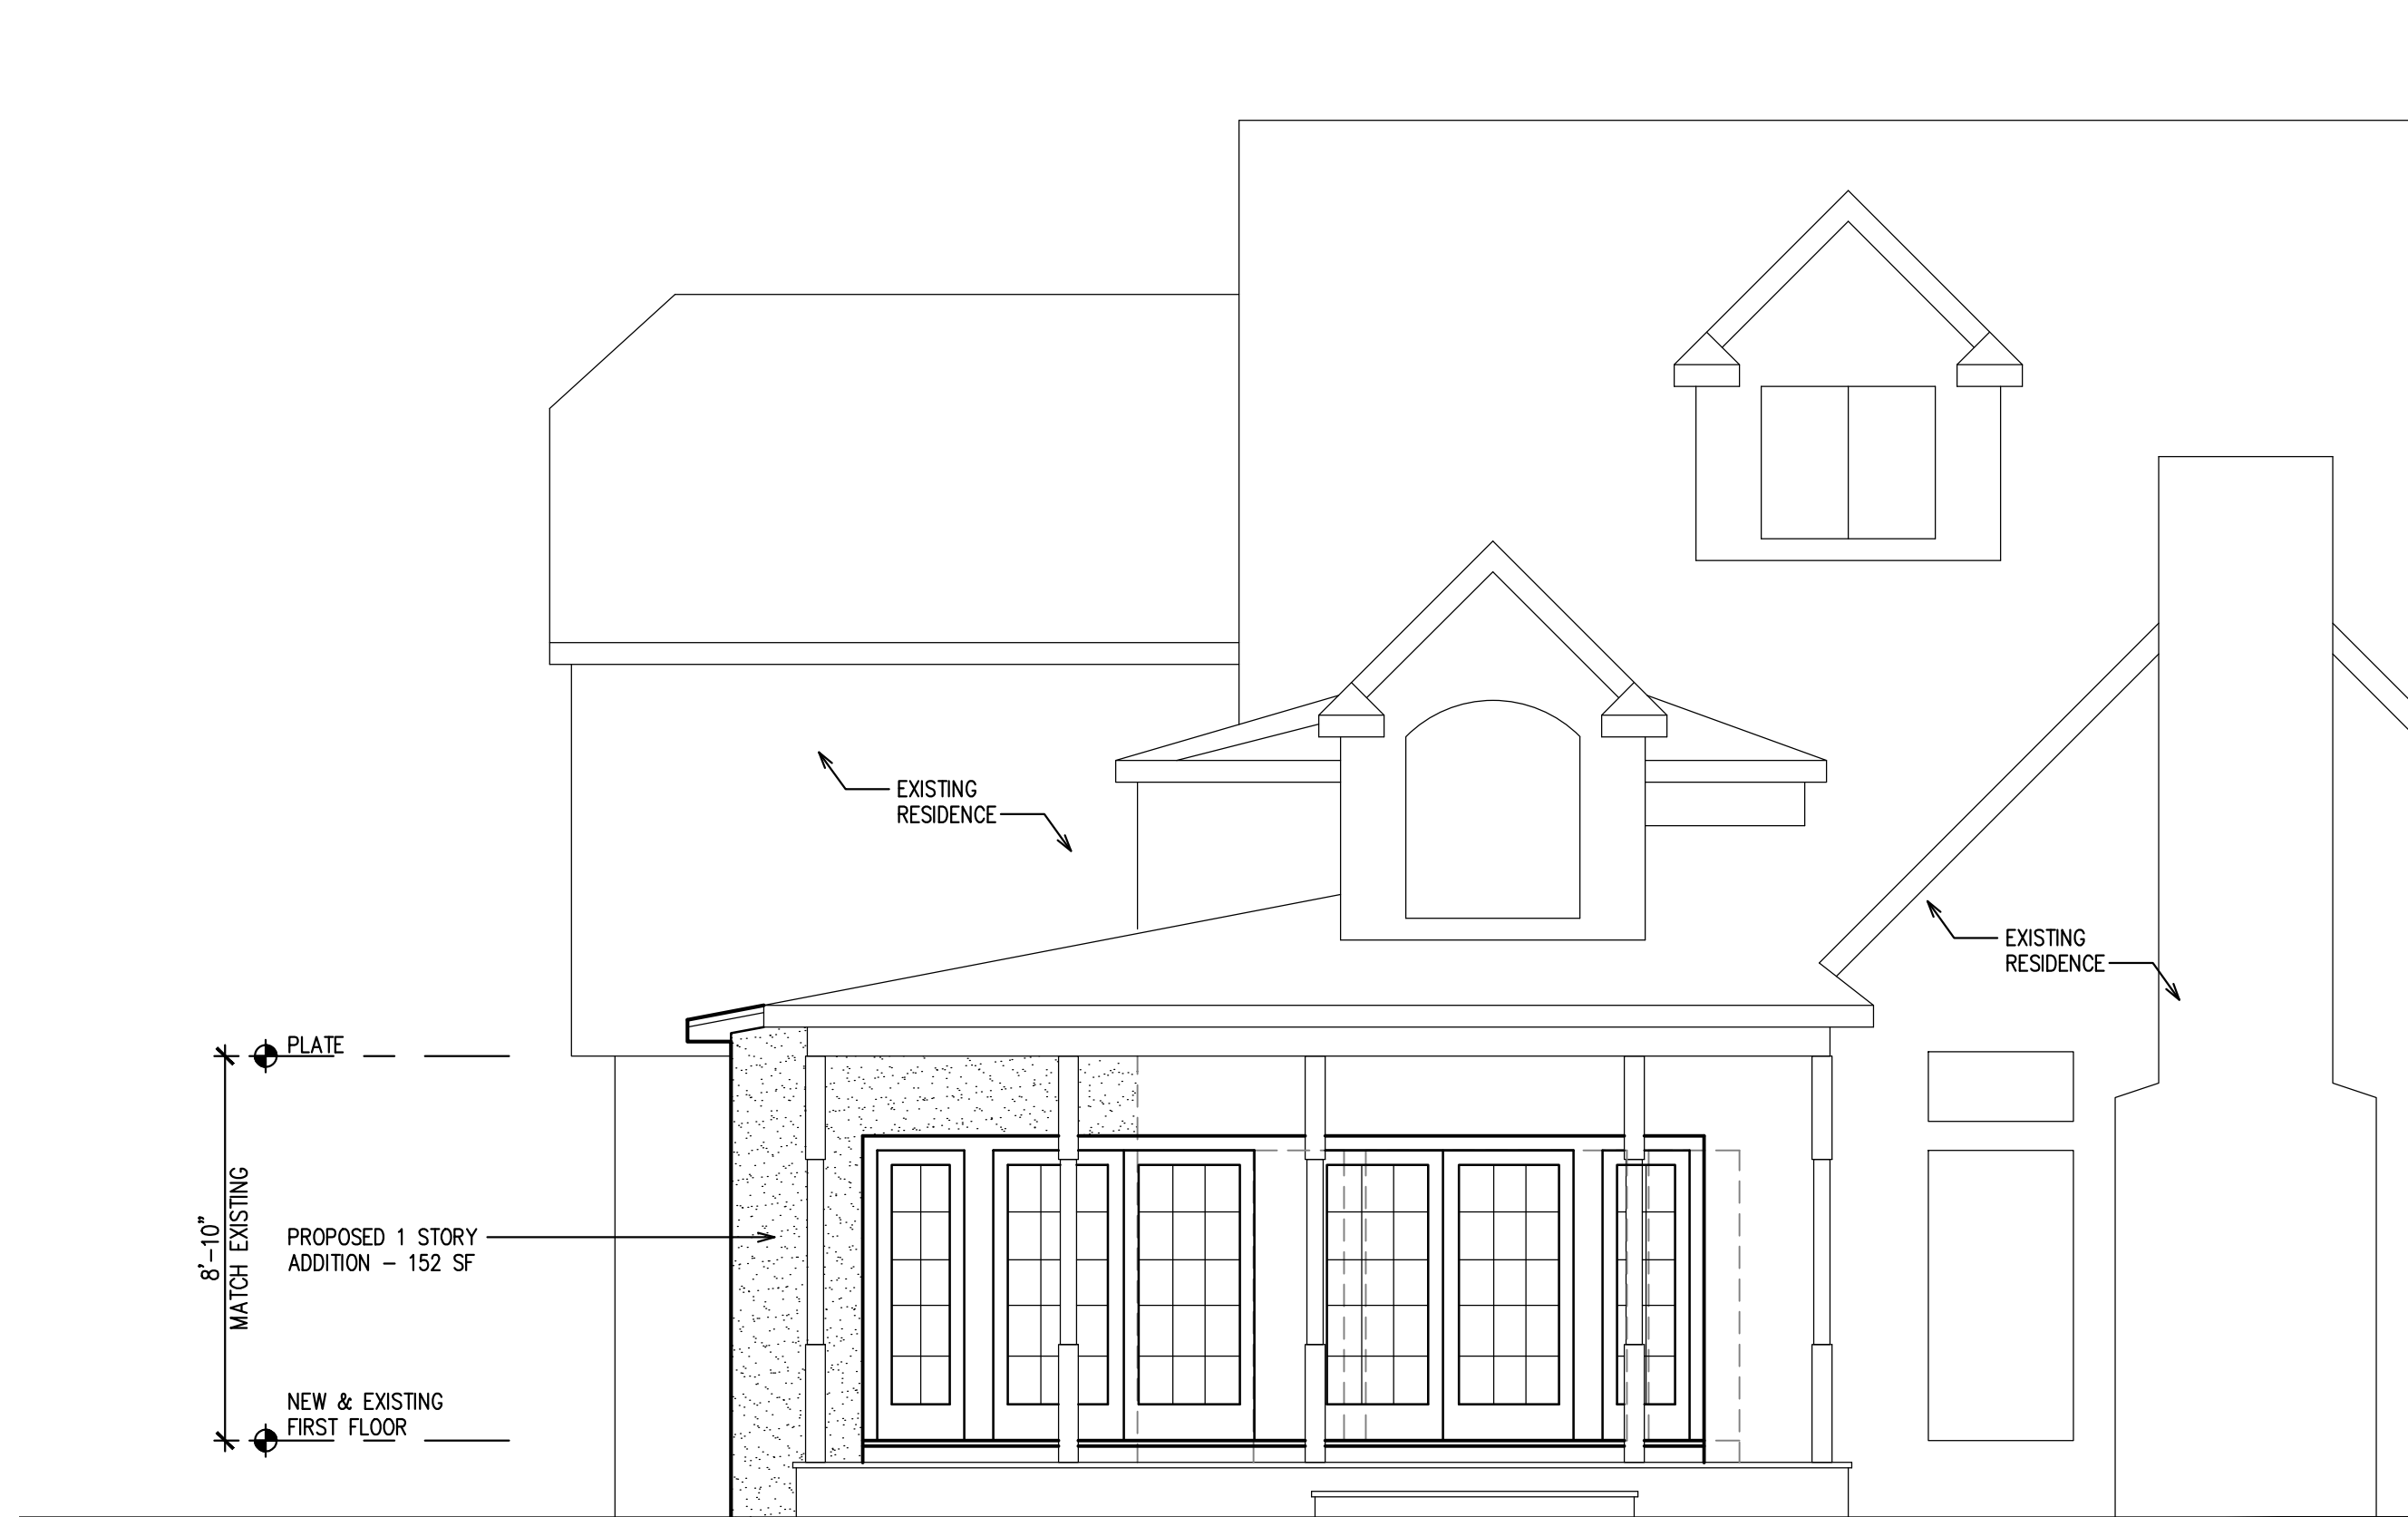 EXISTING
RESIDENCE
EXISTING
RESIDENCE
PLATE
8'-10"
MATCH EXISTING
PROPOSED 1 STORY
ADDITION - 152 SF
NEW & EXISTING
FIRST FLOOR